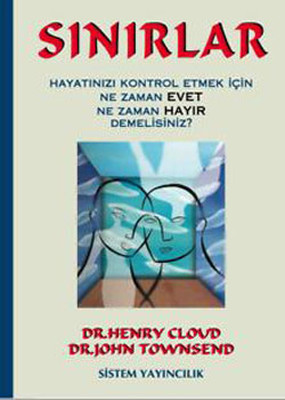 SINIRLAR
HAYATINIZI KONTROL ETMEK İÇİN
NE ZAMAN EVET
NE ZAMAN HAYIR
DEMELİSİNİZ?
DR.HENRY CLOUD
DR.JOHN TOWNSEND
SİSTEM YAYINCILIK